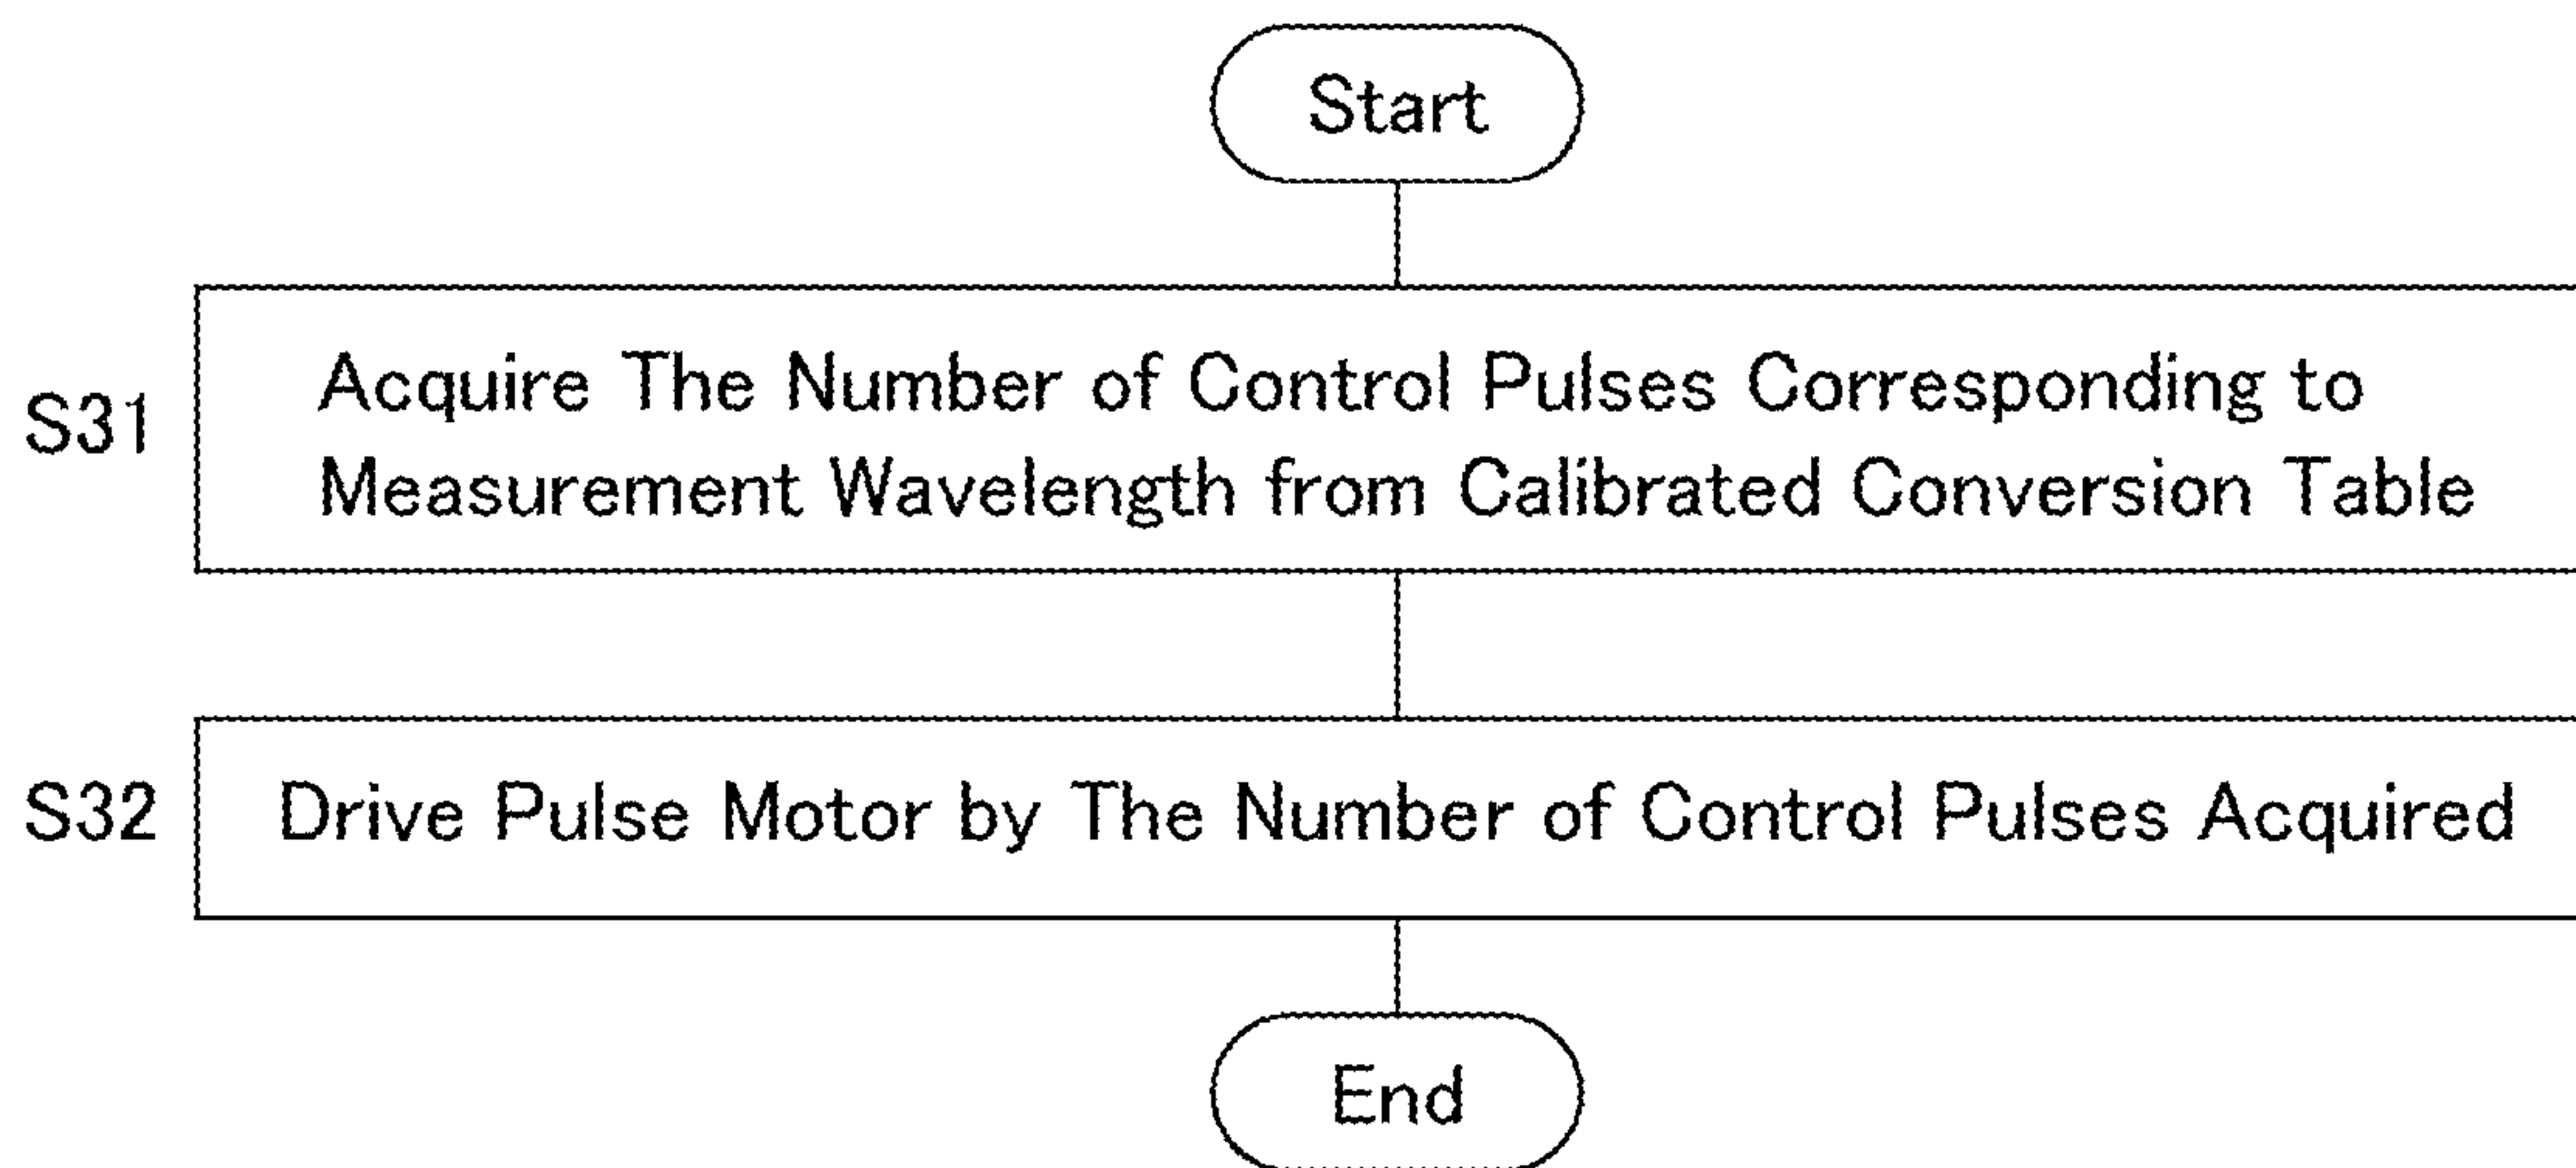 Start
S31
Acquire The Number of Control Pulses Corresponding to
Measurement Wavelength from Calibrated Conversion Table
S32
Drive Pulse Motor by The Number of Control Pulses Acquired
End